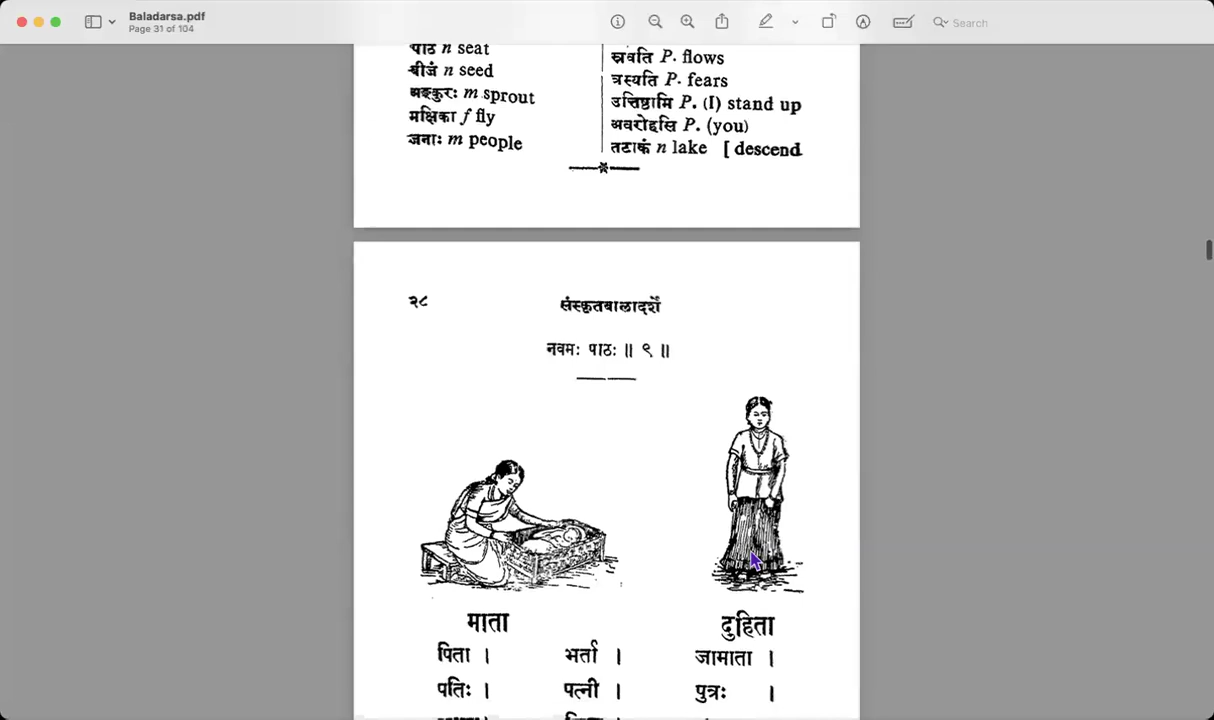 Baladarsa.pdf
Page 31 of 104
Search
पीठं n seat
बीजं n seed
अङ्कुरः m sprout
मक्षिका f fly
जनाः m people
स्रवति P. flows
त्रस्यति P. fears
उत्तिष्ठामि P. (I) stand up
अवरोहसि P. (you)
तटाकं n lake [ descend
२८
संस्कृतबालादर्शे
नवमः पाठः ॥ ९ ॥
माता
दुहिता
पिता । भर्ता । जामाता ।
पतिः । पत्नी । पुत्रः ।